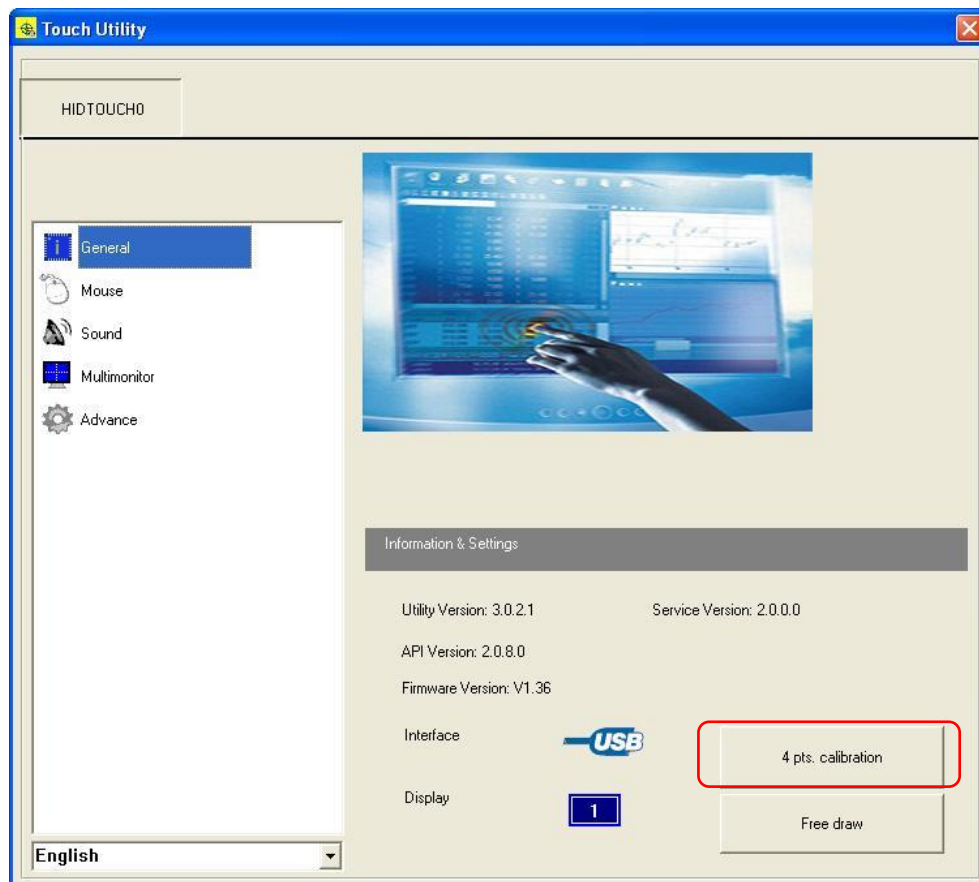 Touch Utility
HIDTOUCH0
General
Mouse
Sound
Multimonitor
Advance
Information & Settings
Utility Version: 3.0.2.1 Service Version: 2.0.0.0
API Version: 2.0.8.0
Firmware Version: V1.36
Interface USB
4 pts. calibration
Display 1
Free draw
English